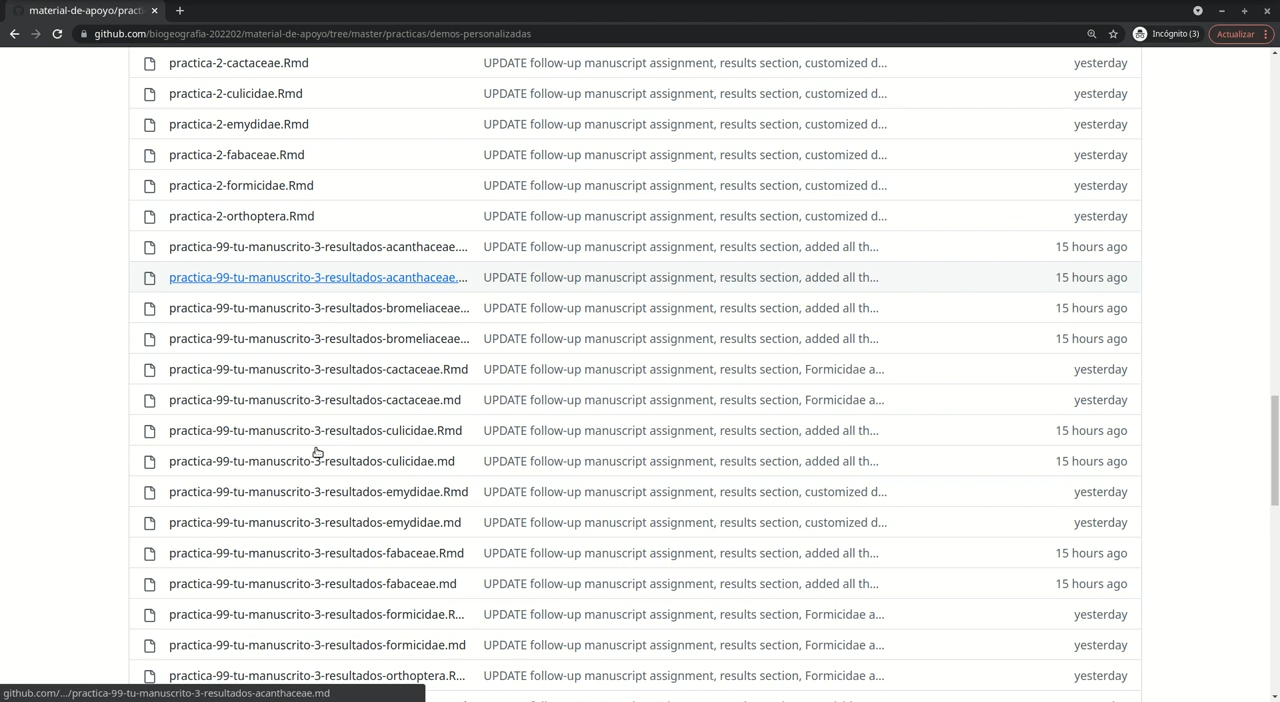 material-de-apoyo/practi
github.com/biogeografia-202202/material-de-apoyo/tree/master/practicas/demos-personalizadas
Incógnito (3)
Actualizar
practica-2-cactaceae.Rmd UPDATE follow-up manuscript assignment, results section, customized d... yesterday
practica-2-culicidae.Rmd UPDATE follow-up manuscript assignment, results section, customized d... yesterday
practica-2-emydidae.Rmd UPDATE follow-up manuscript assignment, results section, customized d... yesterday
practica-2-fabaceae.Rmd UPDATE follow-up manuscript assignment, results section, customized d... yesterday
practica-2-formicidae.Rmd UPDATE follow-up manuscript assignment, results section, customized d... yesterday
practica-2-orthoptera.Rmd UPDATE follow-up manuscript assignment, results section, customized d... yesterday
practica-99-tu-manuscrito-3-resultados-acanthaceae.... UPDATE follow-up manuscript assignment, results section, added all th... 15 hours ago
practica-99-tu-manuscrito-3-resultados-acanthaceae.... UPDATE follow-up manuscript assignment, results section, added all th... 15 hours ago
practica-99-tu-manuscrito-3-resultados-bromeliaceae... UPDATE follow-up manuscript assignment, results section, added all th... 15 hours ago
practica-99-tu-manuscrito-3-resultados-bromeliaceae... UPDATE follow-up manuscript assignment, results section, added all th... 15 hours ago
practica-99-tu-manuscrito-3-resultados-cactaceae.Rmd UPDATE follow-up manuscript assignment, results section, Formicidae a... yesterday
practica-99-tu-manuscrito-3-resultados-cactaceae.md UPDATE follow-up manuscript assignment, results section, Formicidae a... yesterday
practica-99-tu-manuscrito-3-resultados-culicidae.Rmd UPDATE follow-up manuscript assignment, results section, added all th... 15 hours ago
practica-99-tu-manuscrito-3-resultados-culicidae.md UPDATE follow-up manuscript assignment, results section, added all th... 15 hours ago
practica-99-tu-manuscrito-3-resultados-emydidae.Rmd UPDATE follow-up manuscript assignment, results section, customized d... yesterday
practica-99-tu-manuscrito-3-resultados-emydidae.md UPDATE follow-up manuscript assignment, results section, customized d... yesterday
practica-99-tu-manuscrito-3-resultados-fabaceae.Rmd UPDATE follow-up manuscript assignment, results section, added all th... 15 hours ago
practica-99-tu-manuscrito-3-resultados-fabaceae.md UPDATE follow-up manuscript assignment, results section, added all th... 15 hours ago
practica-99-tu-manuscrito-3-resultados-formicidae.R... UPDATE follow-up manuscript assignment, results section, Formicidae a... yesterday
practica-99-tu-manuscrito-3-resultados-formicidae.md UPDATE follow-up manuscript assignment, results section, Formicidae a... yesterday
practica-99-tu-manuscrito-3-resultados-orthoptera.R... UPDATE follow-up manuscript assignment, results section, Formicidae a... yesterday
github.com/.../practica-99-tu-manuscrito-3-resultados-acanthaceae.md